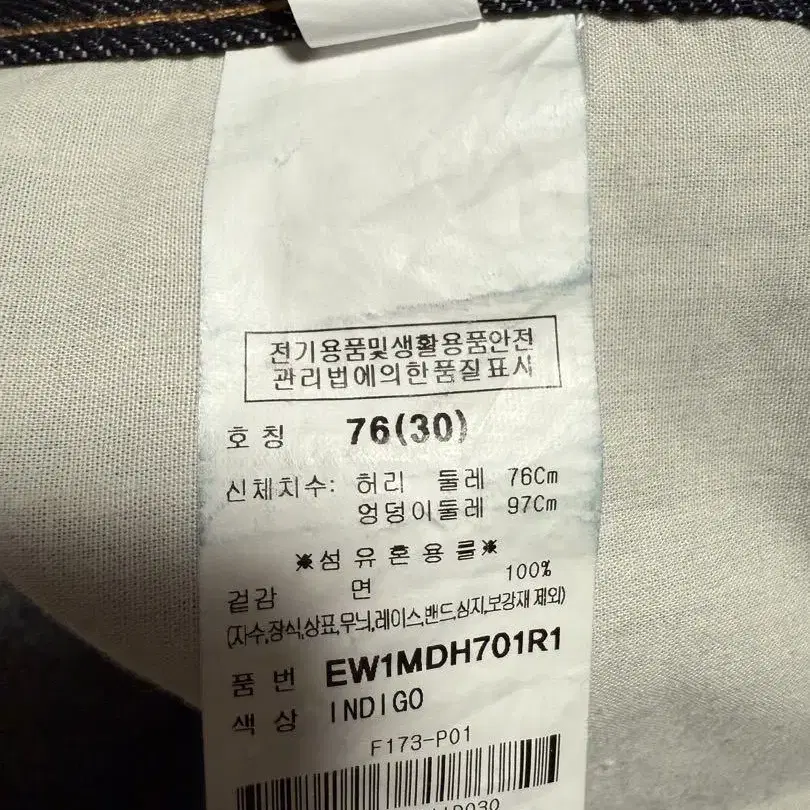 전기용품및생활용품안전
관리법에의한품질표시
호칭 76(30)
신체치수: 허리 둘레 76Cm
엉덩이둘레 97Cm
※섬유혼용률※
겉감 면 100%
(자수,장식,상표,무늬,레이스,밴드,심지,보강재 제외)
품번 EW1MDH701R1
색상 INDIGO
F173-P01